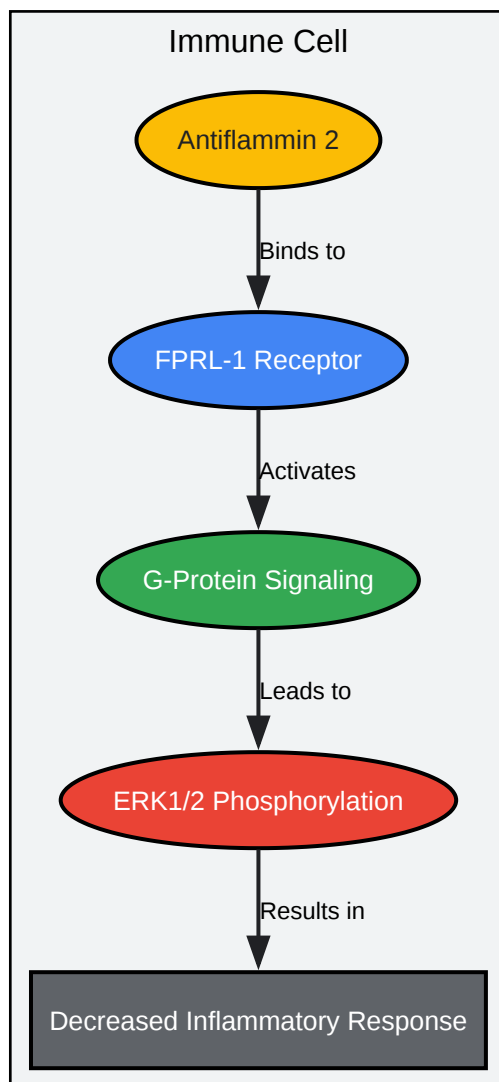 Immune Cell
Antiflammin 2
Binds to
FPRL-1 Receptor
Activates
G-Protein Signaling
Leads to
ERK1/2 Phosphorylation
Results in
Decreased Inflammatory Response